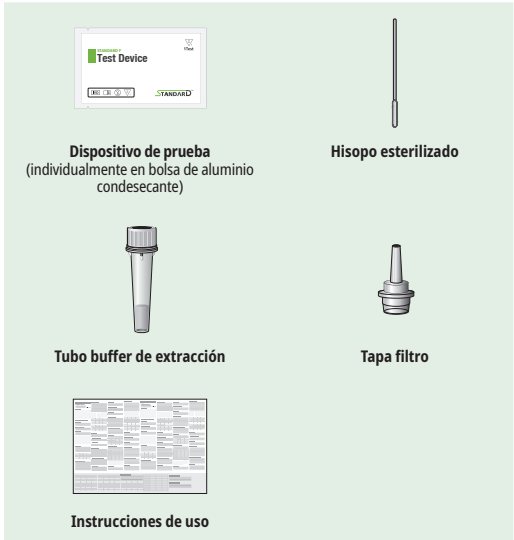 STANDARD F
Test Device
1Test
STANDARD
Dispositivo de prueba
Hisopo esterilizado
(individualmente en bolsa de aluminio
condesecante)
Tubo buffer de extracción
Tapa filtro
Instrucciones de uso